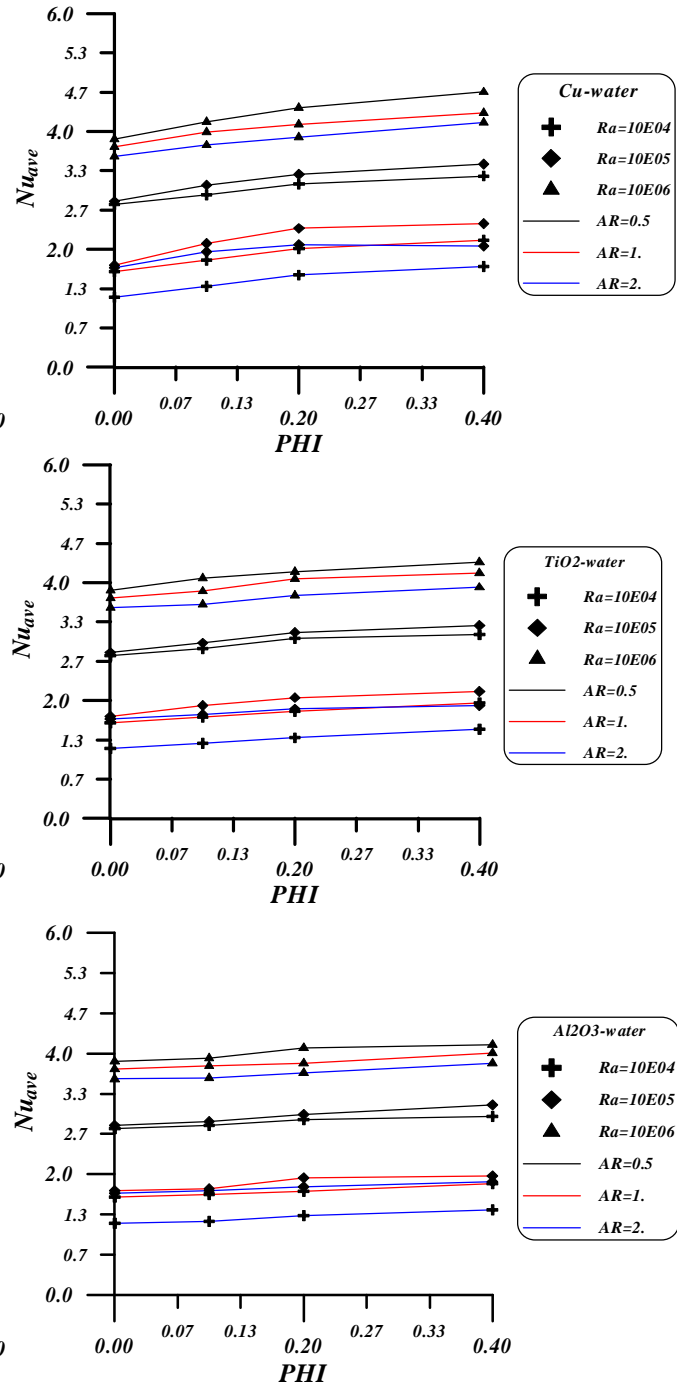 6.0
5.3
4.7
4.0
3.3
2.7
2.0
1.3
0.7
0.0
Nu_ave
0.00
0.07
0.13
0.20
0.27
0.33
0.40
PHI
Cu-water
Ra=10E04
Ra=10E05
Ra=10E06
AR=0.5
AR=1.
AR=2.
0
6.0
5.3
4.7
4.0
3.3
2.7
2.0
1.3
0.7
0.0
Nu_ave
0.00
0.07
0.13
0.20
0.27
0.33
0.40
PHI
TiO2-water
Ra=10E04
Ra=10E05
Ra=10E06
AR=0.5
AR=1.
AR=2.
0
6.0
5.3
4.7
4.0
3.3
2.7
2.0
1.3
0.7
0.0
Nu_ave
0.00
0.07
0.13
0.20
0.27
0.33
0.40
PHI
Al2O3-water
Ra=10E04
Ra=10E05
Ra=10E06
AR=0.5
AR=1.
AR=2.
0